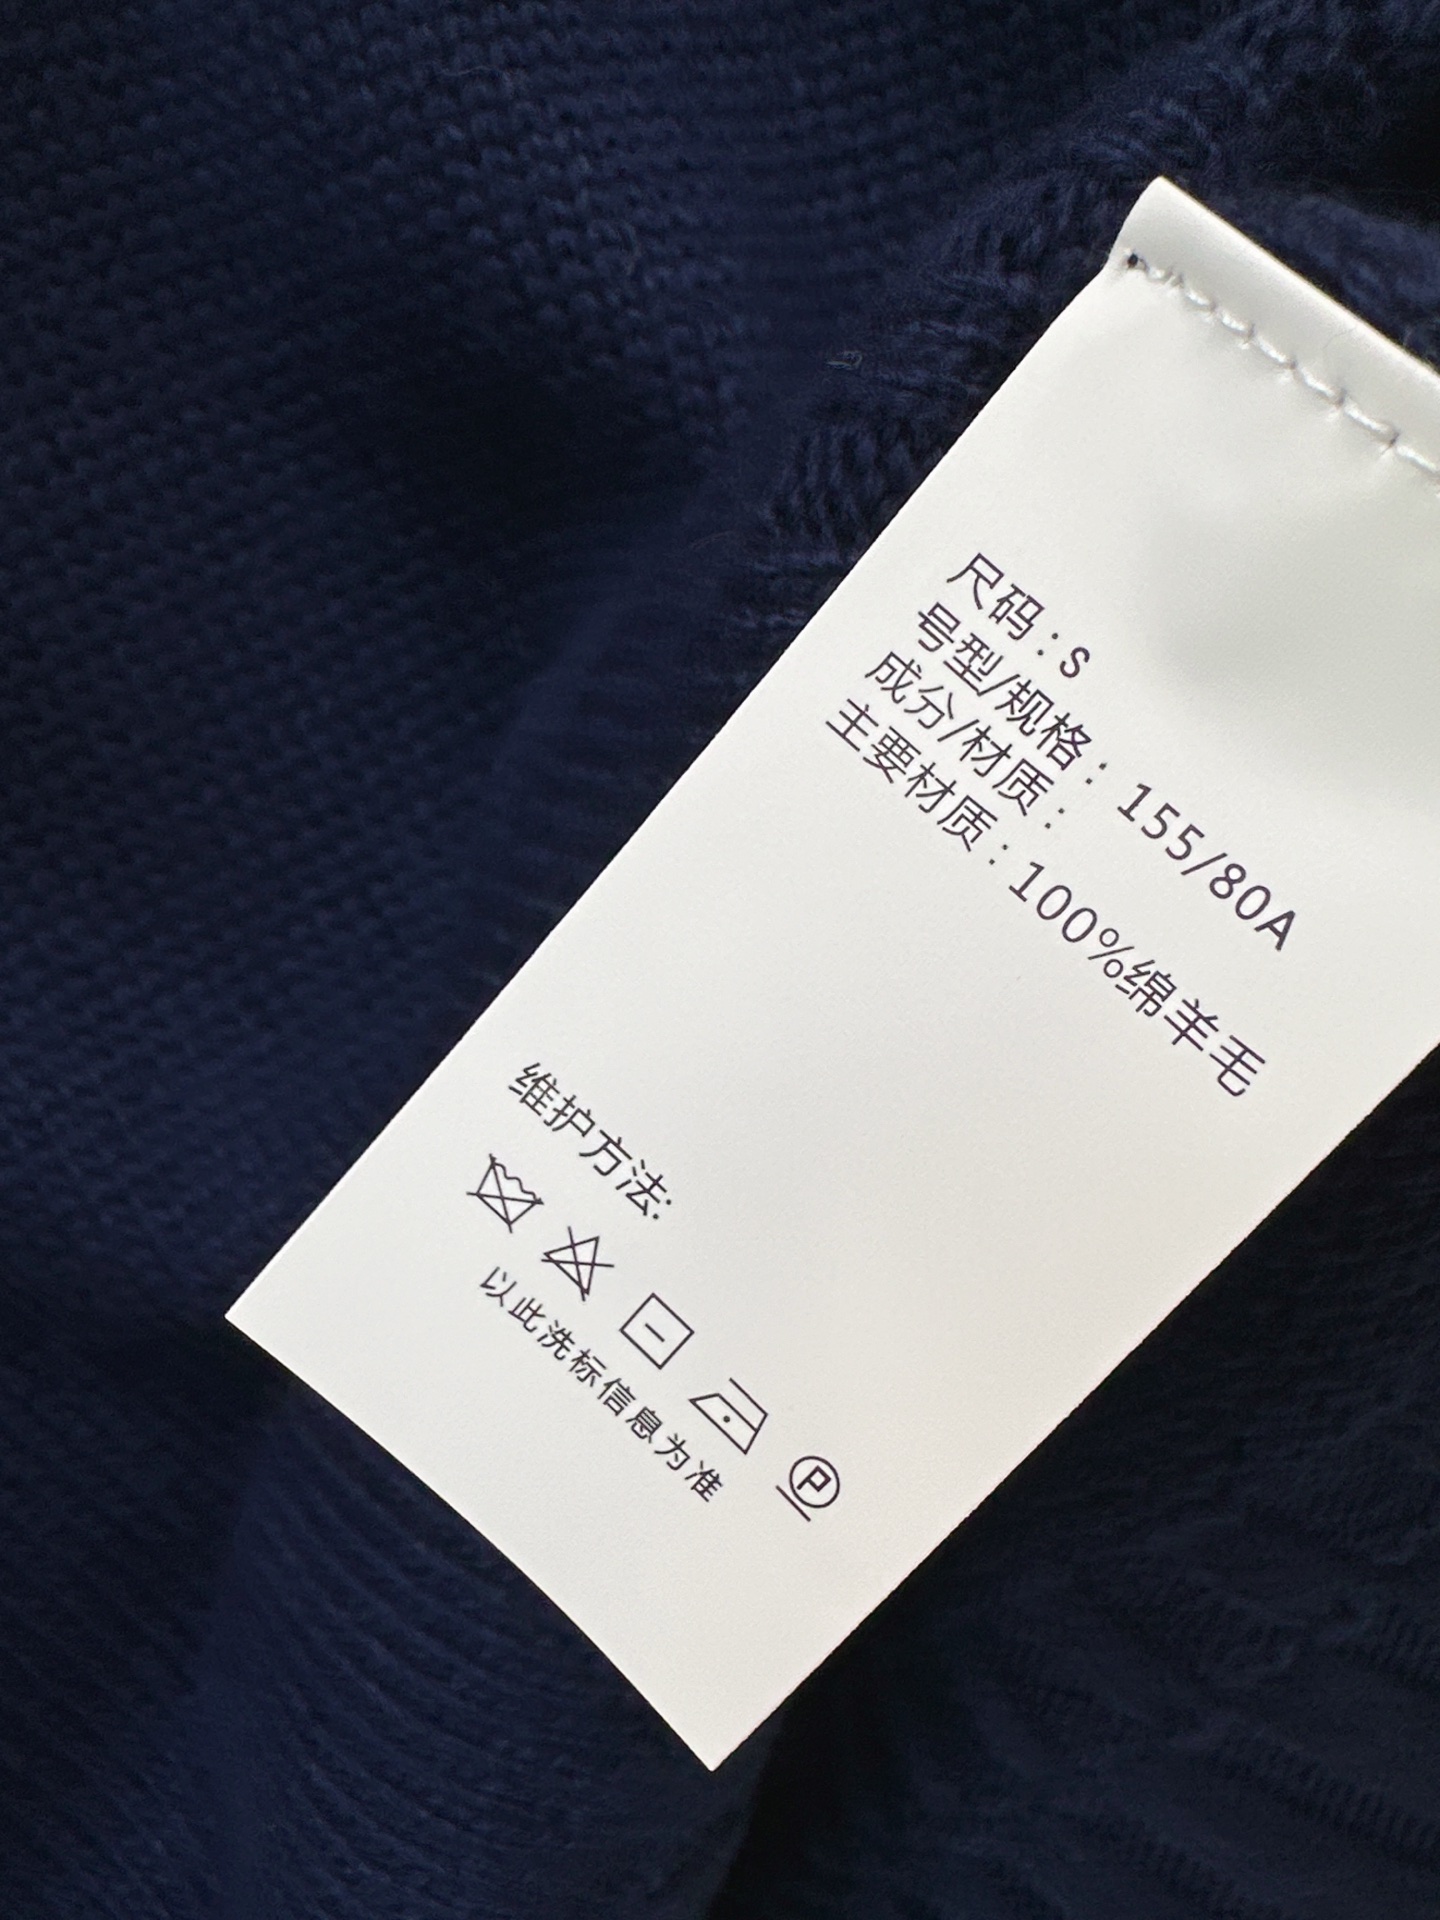 尺码：S
号型/规格：155/80A
成分/材质：
主要材质：100%绵羊毛
维护方法:
P
以此洗标信息为准